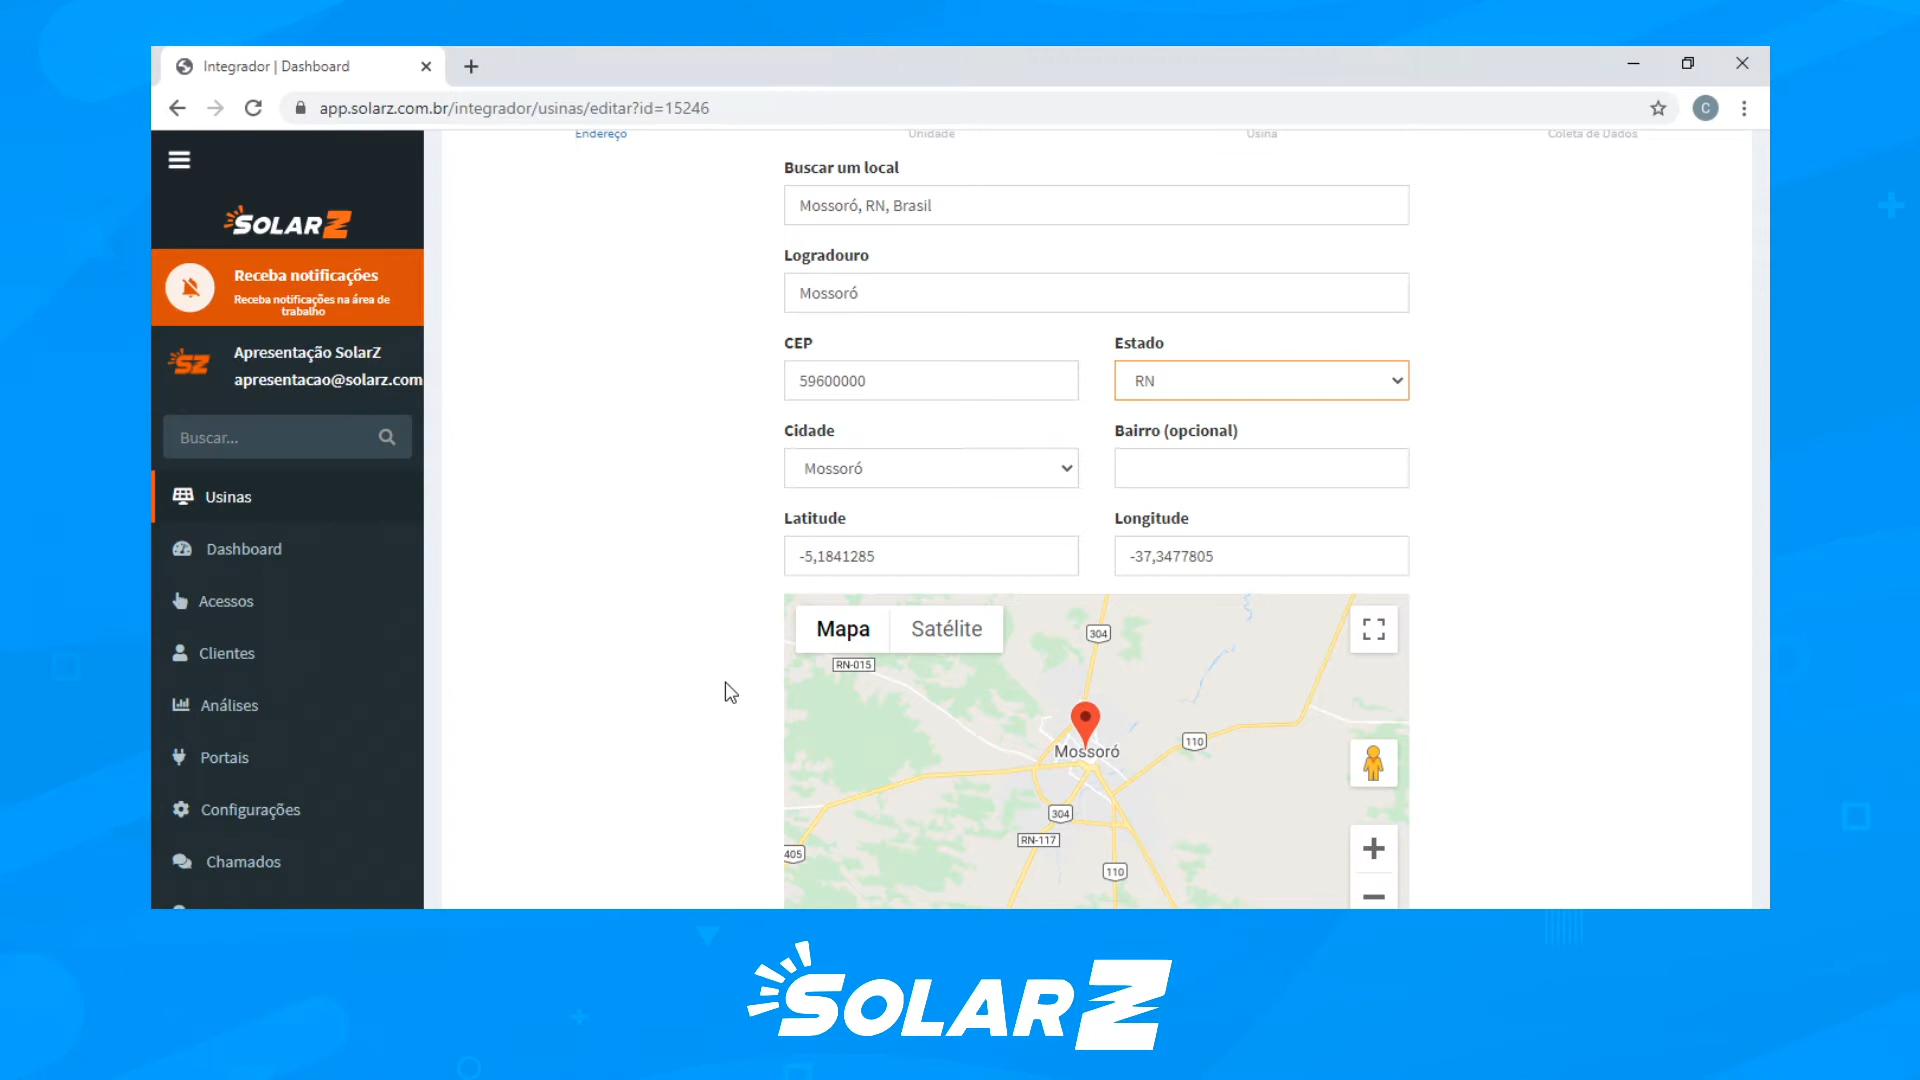 Integrador | Dashboard
app.solarz.com.br/integrador/usinas/editar?id=15246
C
Endereço
Unidade
Usina
Coleta de Dados
SOLARZ
Receba notificações
Receba notificações na área de
trabalho
SZ
Apresentação SolarZ
apresentacao@solarz.com
Buscar...
Usinas
Dashboard
Acessos
Clientes
Análises
Portais
Configurações
Chamados
Buscar um local
Mossoró, RN, Brasil
Logradouro
Mossoró
CEP
Estado
59600000
RN
Cidade
Bairro (opcional)
Mossoró
Latitude
Longitude
-5,1841285
-37,3477805
Mapa
Satélite
304
RN-015
110
Mossoró
304
RN-117
405
110
SOLARZ